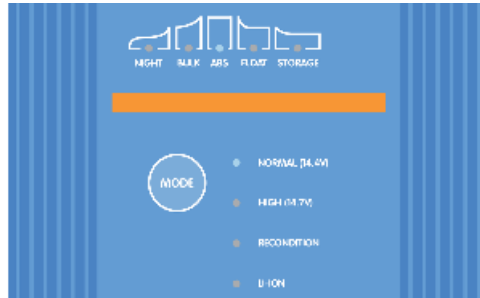 NIGHT BULK ABS FLOAT STORAGE
NORMAL (14.4V)
MODE
HIGH (14.7V)
RECONDITION
LI-ION